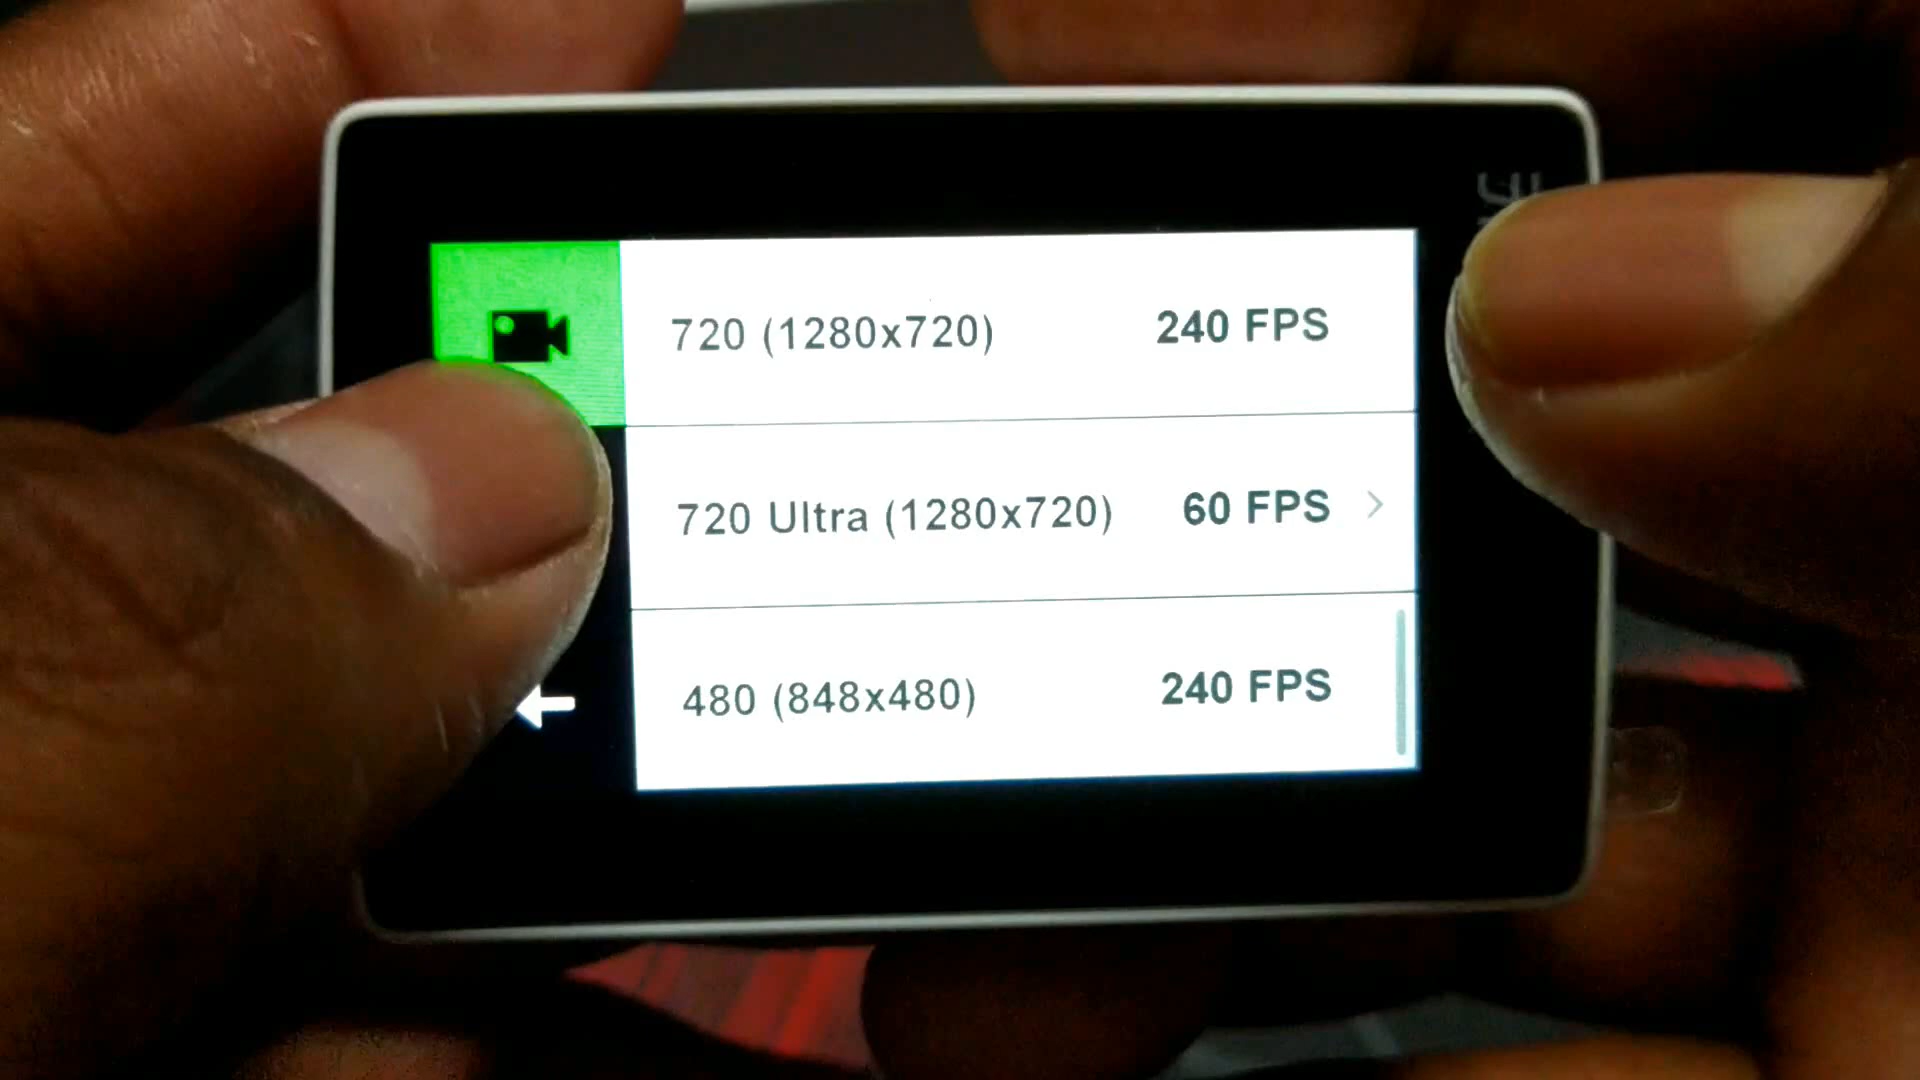 720 (1280x720) 240 FPS
720 Ultra (1280x720) 60 FPS >
480 (848x480) 240 FPS